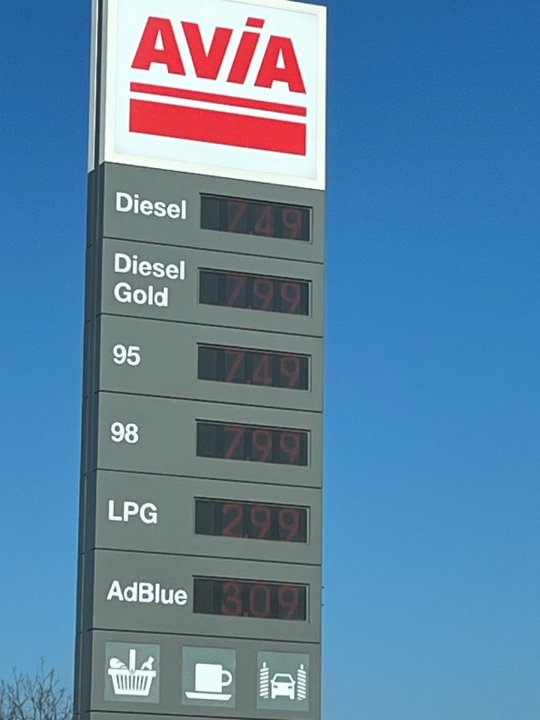 AVIA
Diesel 7.49
Diesel
Gold 7.99
95 7.49
98 7.99
LPG 2.99
AdBlue 3.09